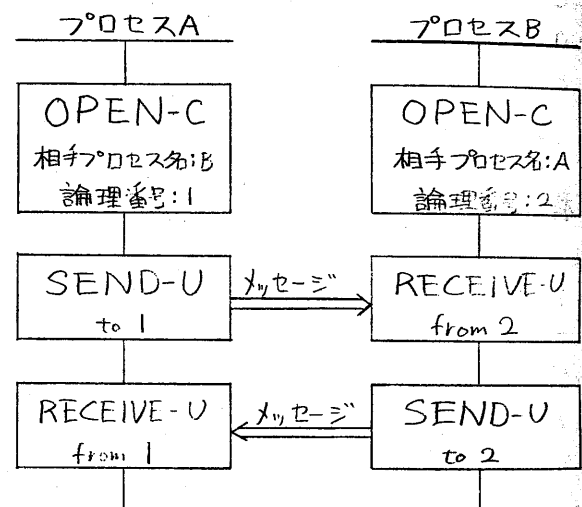 プロセスA
プロセスB
OPEN-C
相手プロセス名:B
論理番号:1
OPEN-C
相手プロセス名:A
論理番号:2
SEND-U
to 1
メッセージ
RECEIVE-U
from 2
RECEIVE-U
from 1
メッセージ
SEND-U
to 2